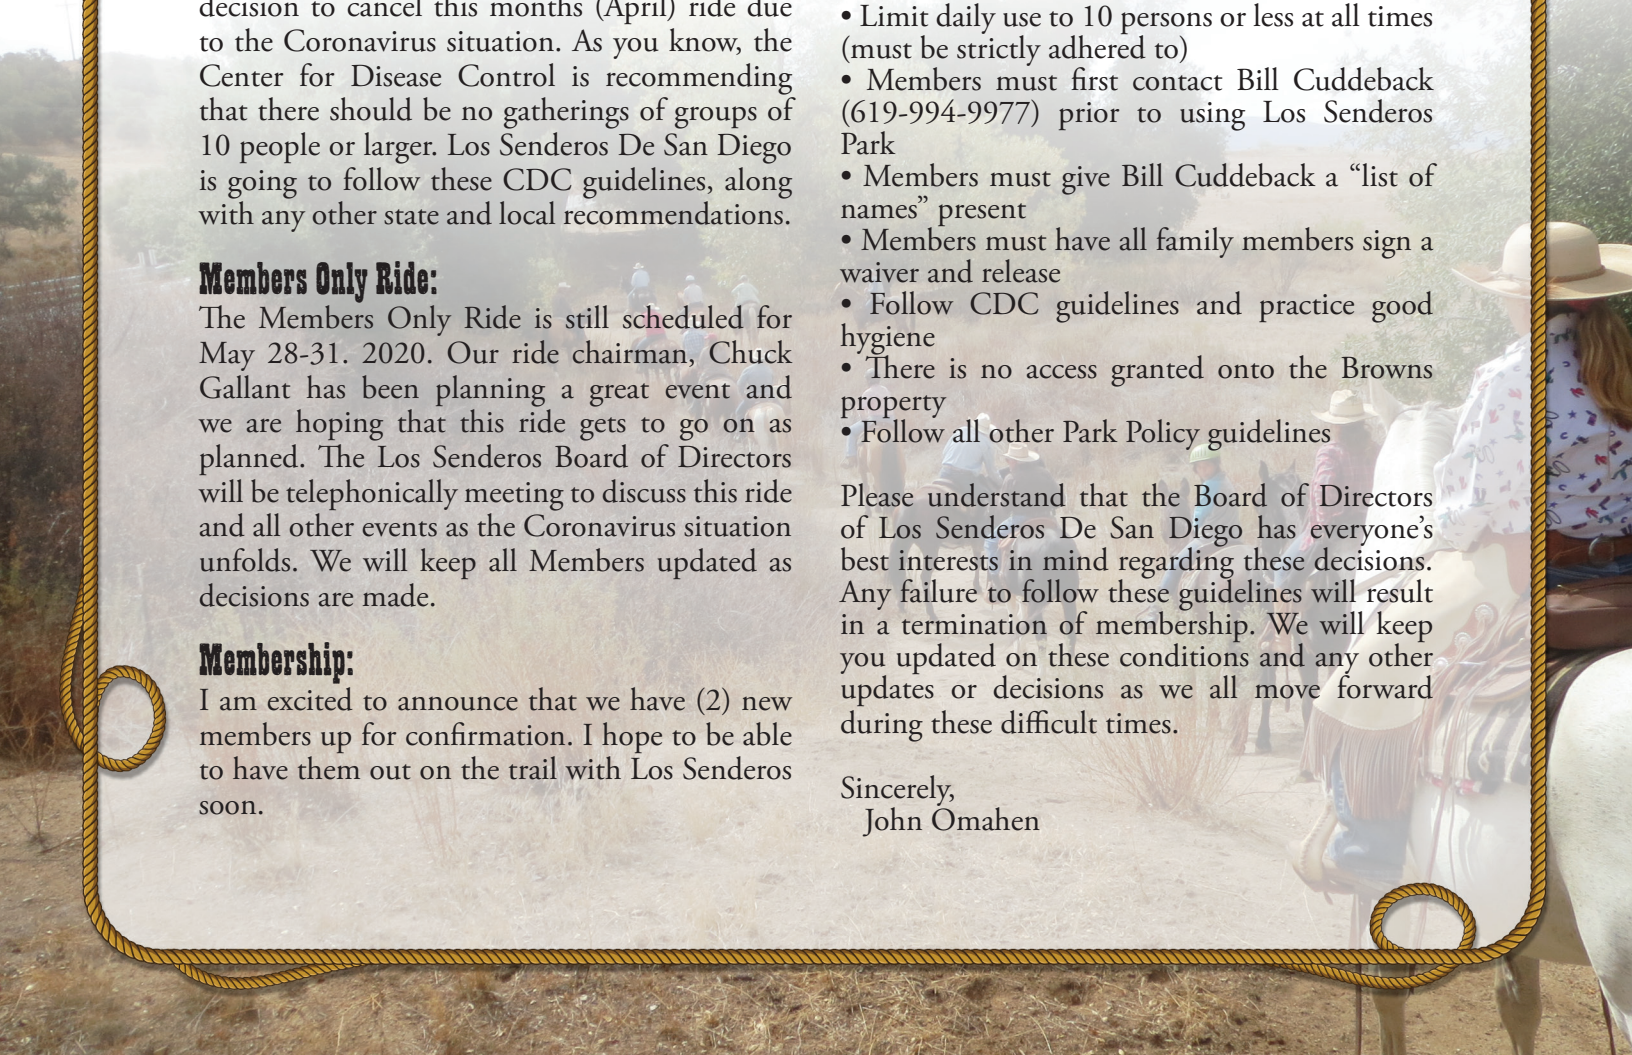 decision to cancel this months (April) ride due
to the Coronavirus situation. As you know, the
Center for Disease Control is recommending
that there should be no gatherings of groups of
10 people or larger. Los Senderos De San Diego
is going to follow these CDC guidelines, along
with any other state and local recommendations.
Members Only Ride:
The Members Only Ride is still scheduled for
May 28-31. 2020. Our ride chairman, Chuck
Gallant has been planning a great event and
we are hoping that this ride gets to go on as
planned. The Los Senderos Board of Directors
will be telephonically meeting to discuss this ride
and all other events as the Coronavirus situation
unfolds. We will keep all Members updated as
decisions are made.
Membership:
I am excited to announce that we have (2) new
members up for confirmation. I hope to be able
to have them out on the trail with Los Senderos
soon.
• Limit daily use to 10 persons or less at all times
(must be strictly adhered to)
• Members must first contact Bill Cuddeback
(619-994-9977) prior to using Los Senderos
Park
• Members must give Bill Cuddeback a “list of
names” present
• Members must have all family members sign a
waiver and release
• Follow CDC guidelines and practice good
hygiene
• There is no access granted onto the Browns
property
• Follow all other Park Policy guidelines
Please understand that the Board of Directors
of Los Senderos De San Diego has everyone’s
best interests in mind regarding these decisions.
Any failure to follow these guidelines will result
in a termination of membership. We will keep
you updated on these conditions and any other
updates or decisions as we all move forward
during these difficult times.
Sincerely,
John Omahen